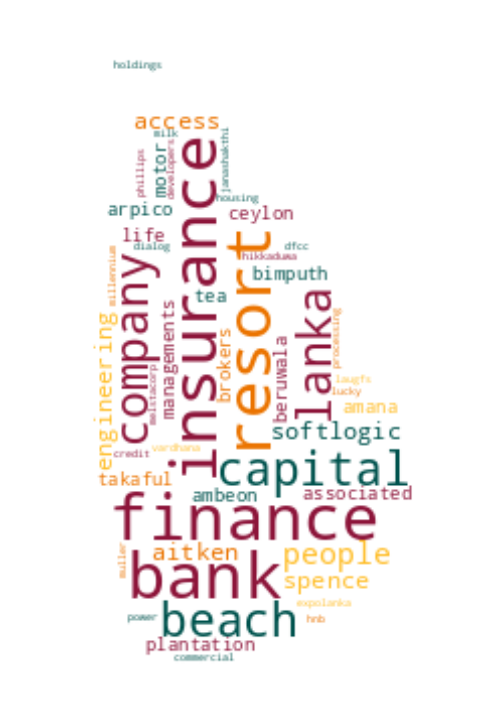 holdings
access
milk
motor
developers
phillips
janashakthi
insurance
housing
arpico
ceylon
life
dialog
resort
dfcc
hikkaduwa
bimputh
company
millennium
tea
lanka
managements
engineering
brokers
beruwala
processing
melstacorp
laugfs
lucky
amana
softlogic
credit
vardhana
takaful
capital
ambeon
associated
finance
muller
aitken
people
bank
spence
expolanka
power
beach
hnb
plantation
commercial